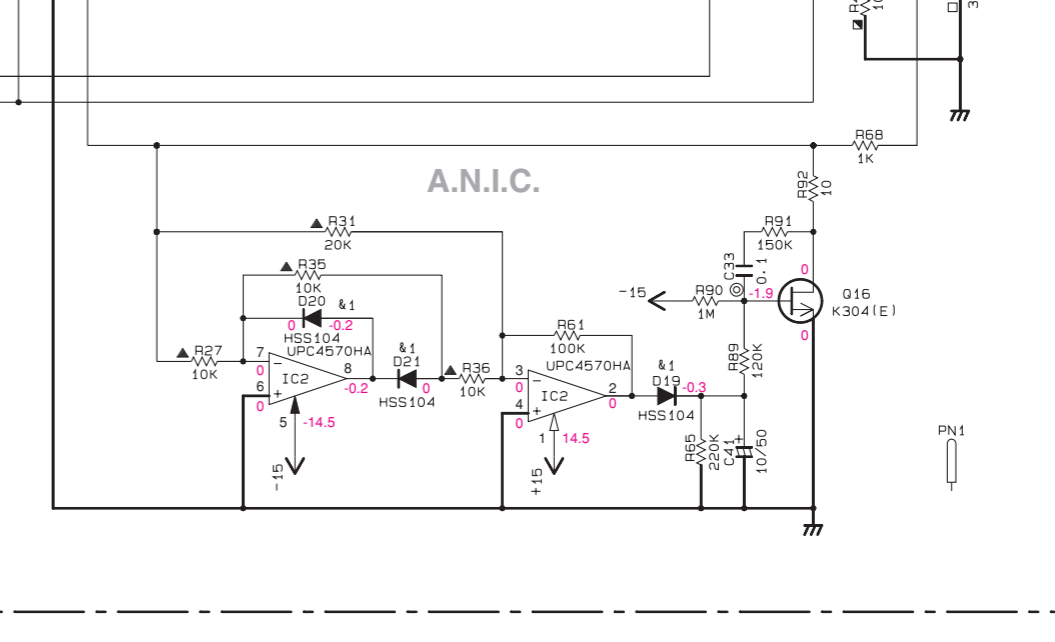 3
R68
1K
R92
10
A.N.I.C.
R31
20K
R91
150K
R35
10K
C33
0.1
0
-15
R90
1M
-1.9
Q16
K304(E)
0
D20
&1
0
-0.2
HSS104
R61
100K
R27
10K
UPC4570HA
7
0
6
0
IC2
8
-0.2
5
-14.5
-15
&1
D21
0
HSS104
R36
10K
UPC4570HA
3
0
4
0
IC2
2
0
1
14.5
+15
&1
D19
-0.3
HSS104
R89
120K
R65
220K
C41
+
10/50
PN1